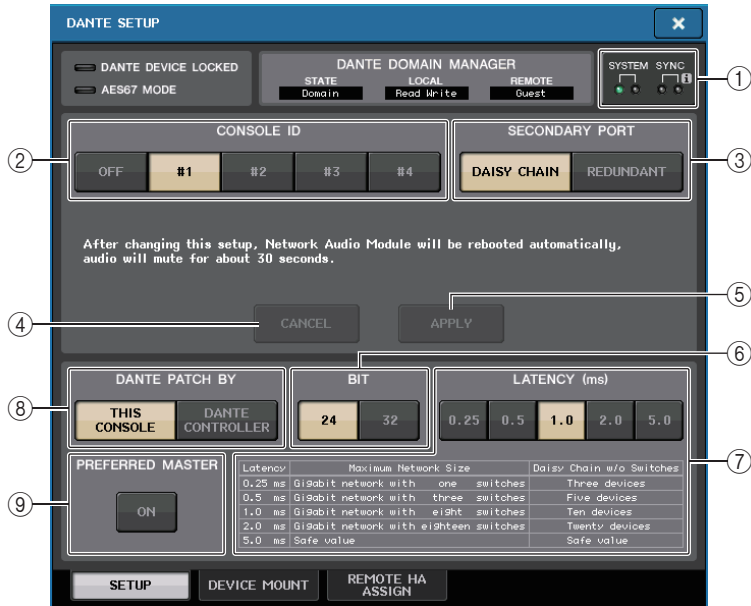 DANTE SETUP
×
DANTE DEVICE LOCKED
AES67 MODE
DANTE DOMAIN MANAGER
STATE LOCAL REMOTE
Domain Read Write Guest
SYSTEM SYNC
①
②
CONSOLE ID
OFF #1 #2 #3 #4
SECONDARY PORT
DAISY CHAIN REDUNDANT
③
After changing this setup, Network Audio Module will be rebooted automatically,
audio will mute for about 30 seconds.
④
CANCEL APPLY
⑤
⑥
⑧
DANTE PATCH BY
THIS CONSOLE DANTE CONTROLLER
BIT
24 32
LATENCY (ms)
0.25 0.5 1.0 2.0 5.0
⑦
⑨
PREFERRED MASTER
ON
Latency Maximum Network Size Daisy Chain w/o Switches
0.25 ms Gigabit network with one switches Three devices
0.5 ms Gigabit network with three switches Five devices
1.0 ms Gigabit network with eight switches Ten devices
2.0 ms Gigabit network with eighteen switches Twenty devices
5.0 ms Safe value Safe value
SETUP DEVICE MOUNT REMOTE HA ASSIGN